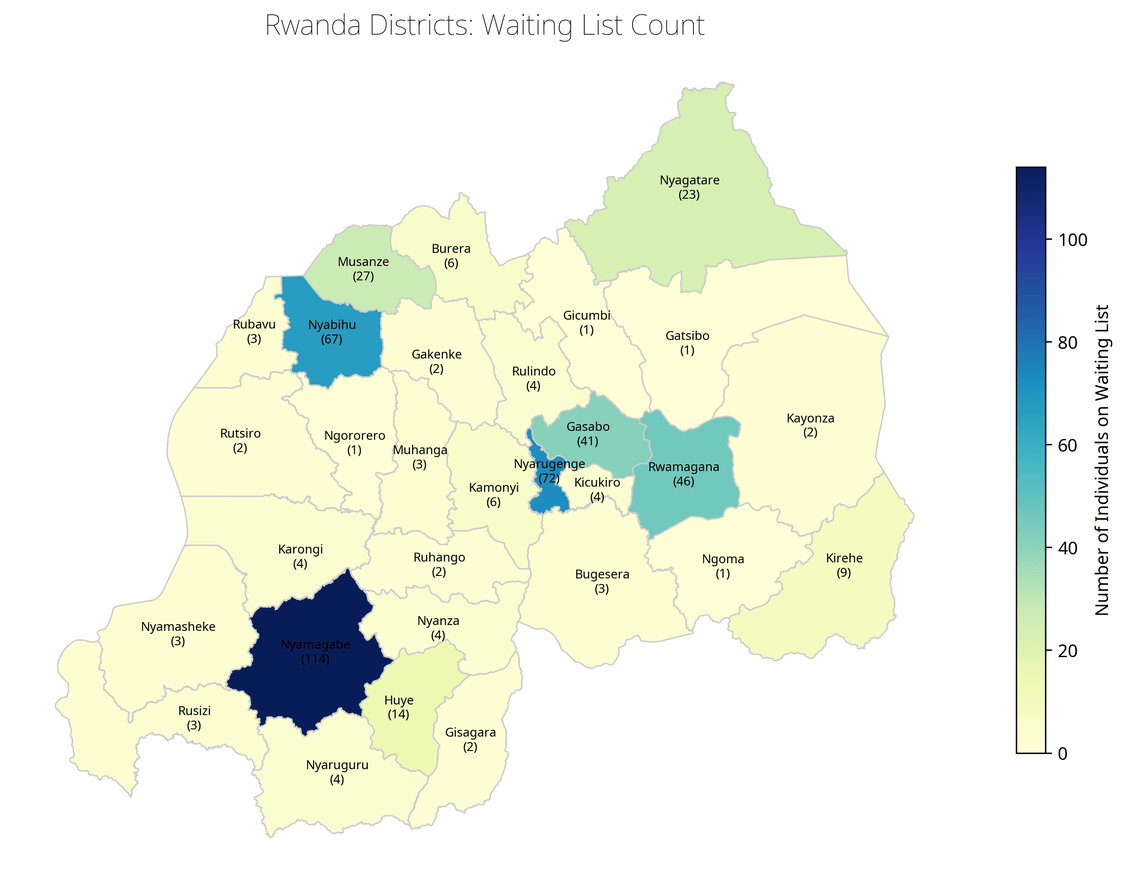 Rwanda Districts: Waiting List Count
Nyagatare
(23)
Burera
(6)
Musanze
(27)
Gicumbi
(1)
Rubavu
(3)
Nyabihu
(67)
Gatsibo
(1)
Gakenke
(2)
Rulindo
(4)
Kayonza
(2)
Gasabo
(41)
Rutsiro
(2)
Ngororero
(1)
Muhanga
(3)
Nyarugenge
(72)
Rwamagana
(46)
Kicukiro
(4)
Kamonyi
(6)
Karongi
(4)
Ruhango
(2)
Ngoma
(1)
Kirehe
(9)
Bugesera
(3)
Nyamasheke
(3)
Nyanza
(4)
Nyamagabe
(114)
Huye
(14)
Rusizi
(3)
Gisagara
(2)
Nyaruguru
(4)
100
80
60
40
20
0
Number of Individuals on Waiting List